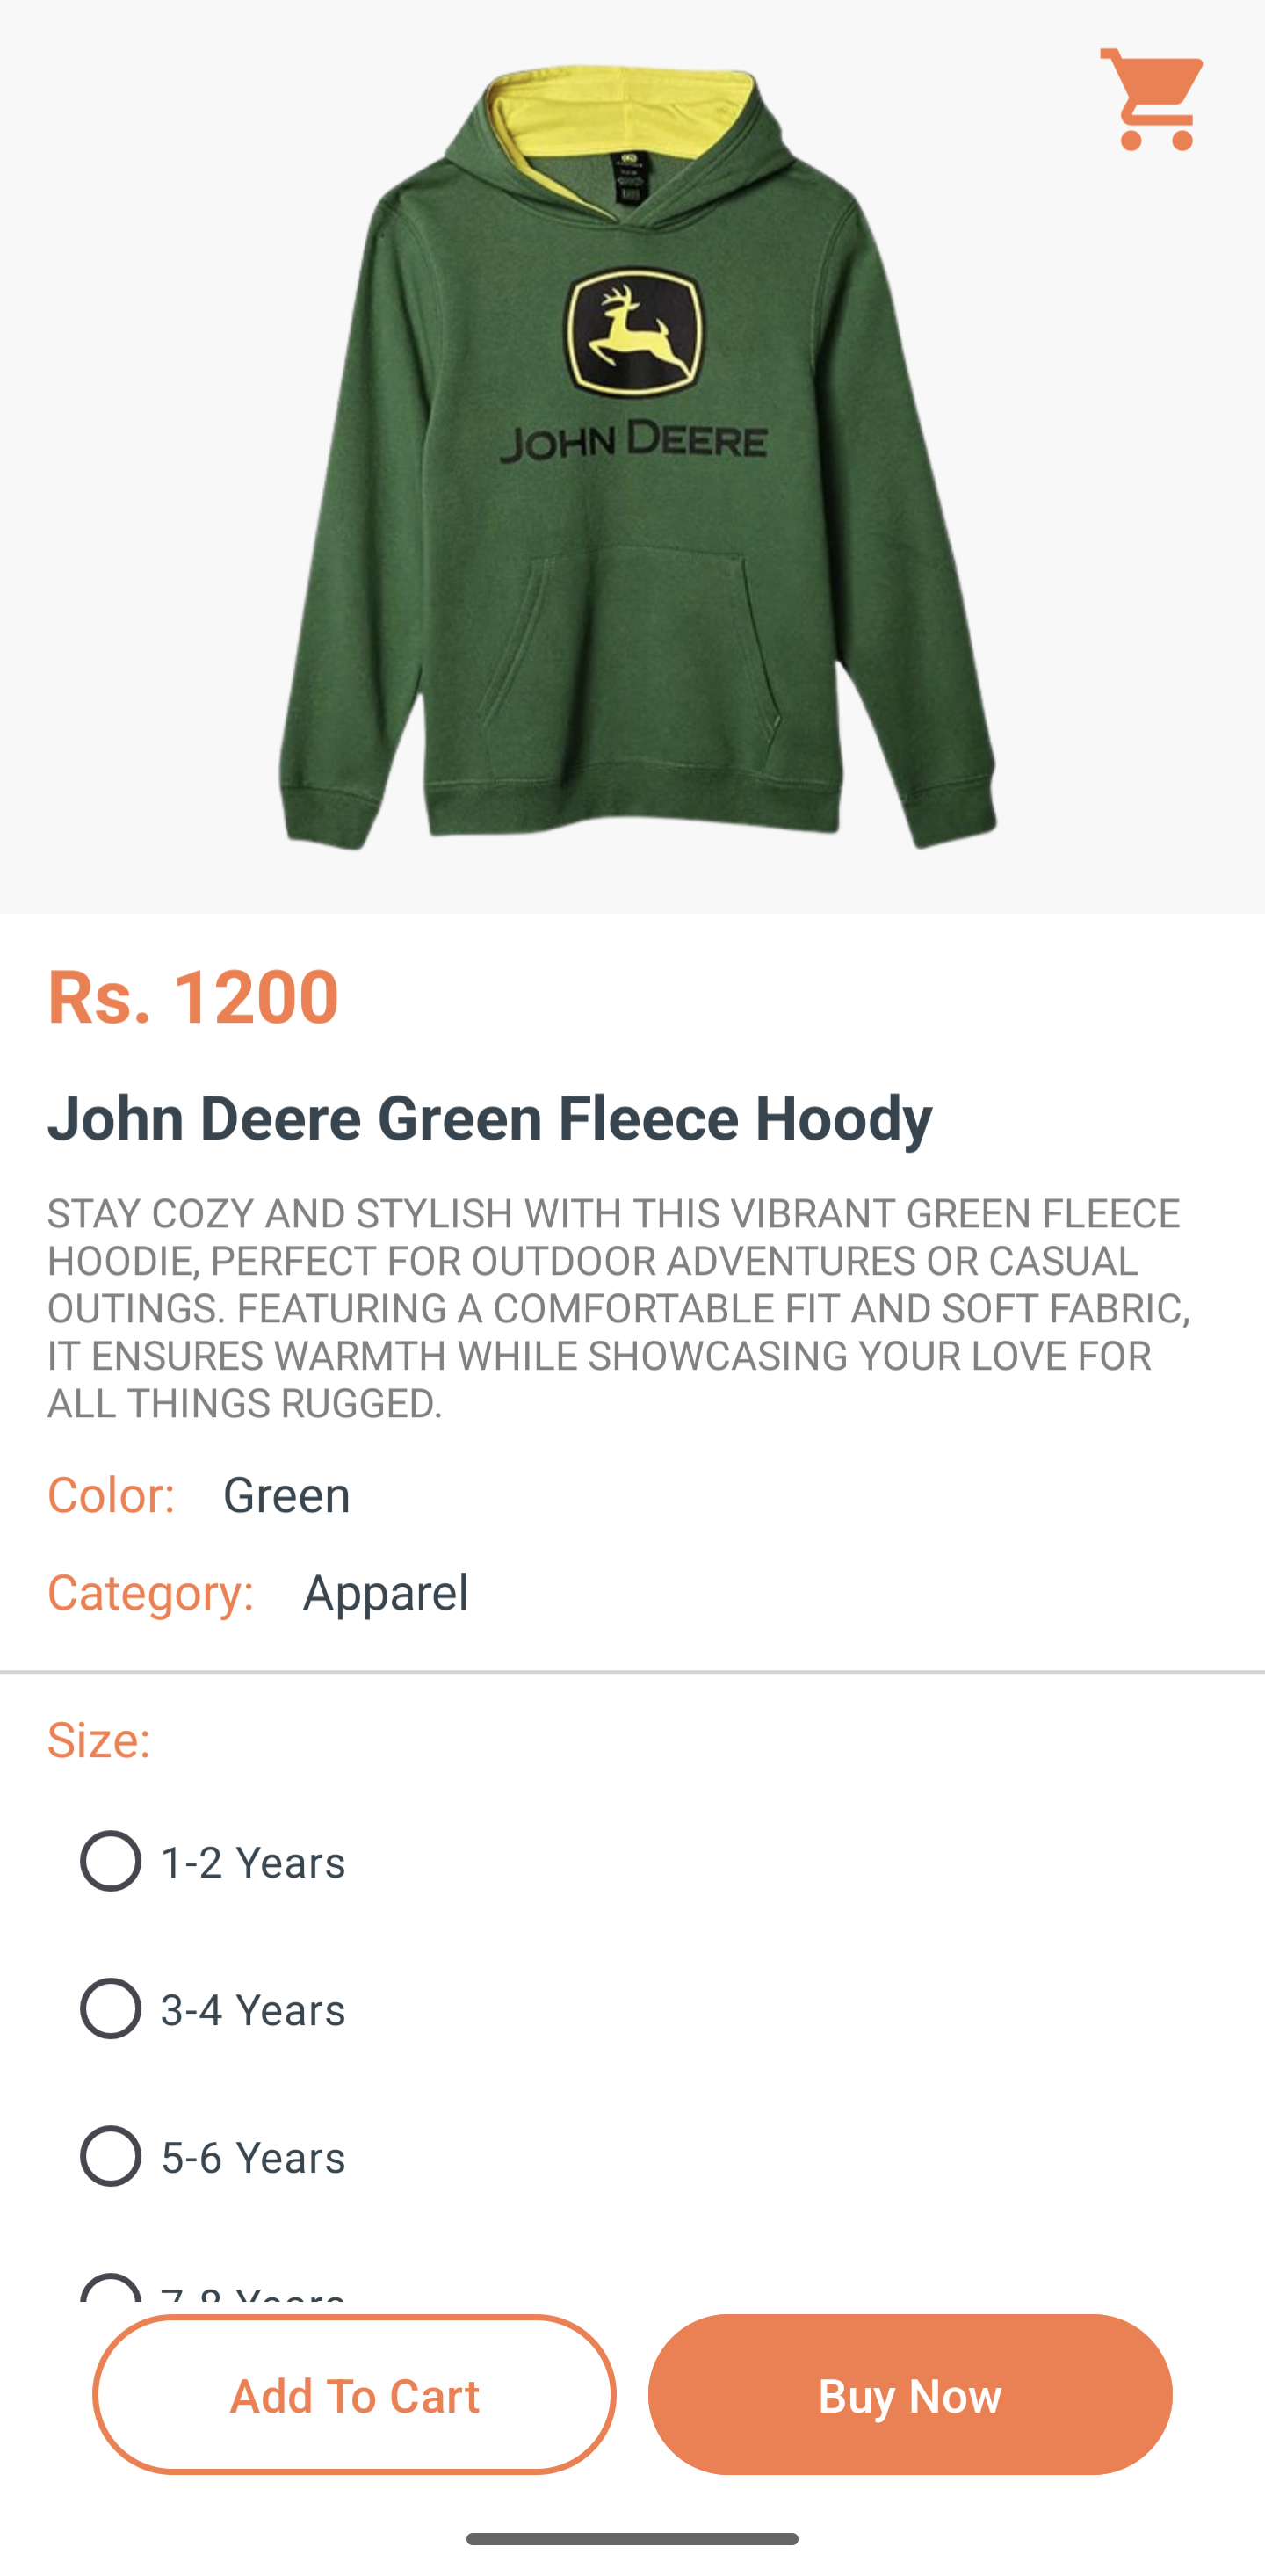 JOHN DEERE
Rs. 1200
John Deere Green Fleece Hoody
STAY COZY AND STYLISH WITH THIS VIBRANT GREEN FLEECE
HOODIE, PERFECT FOR OUTDOOR ADVENTURES OR CASUAL
OUTINGS. FEATURING A COMFORTABLE FIT AND SOFT FABRIC,
IT ENSURES WARMTH WHILE SHOWCASING YOUR LOVE FOR
ALL THINGS RUGGED.
Color: Green
Category: Apparel
Size:
1-2 Years
3-4 Years
5-6 Years
7-8 Years
Add To Cart
Buy Now